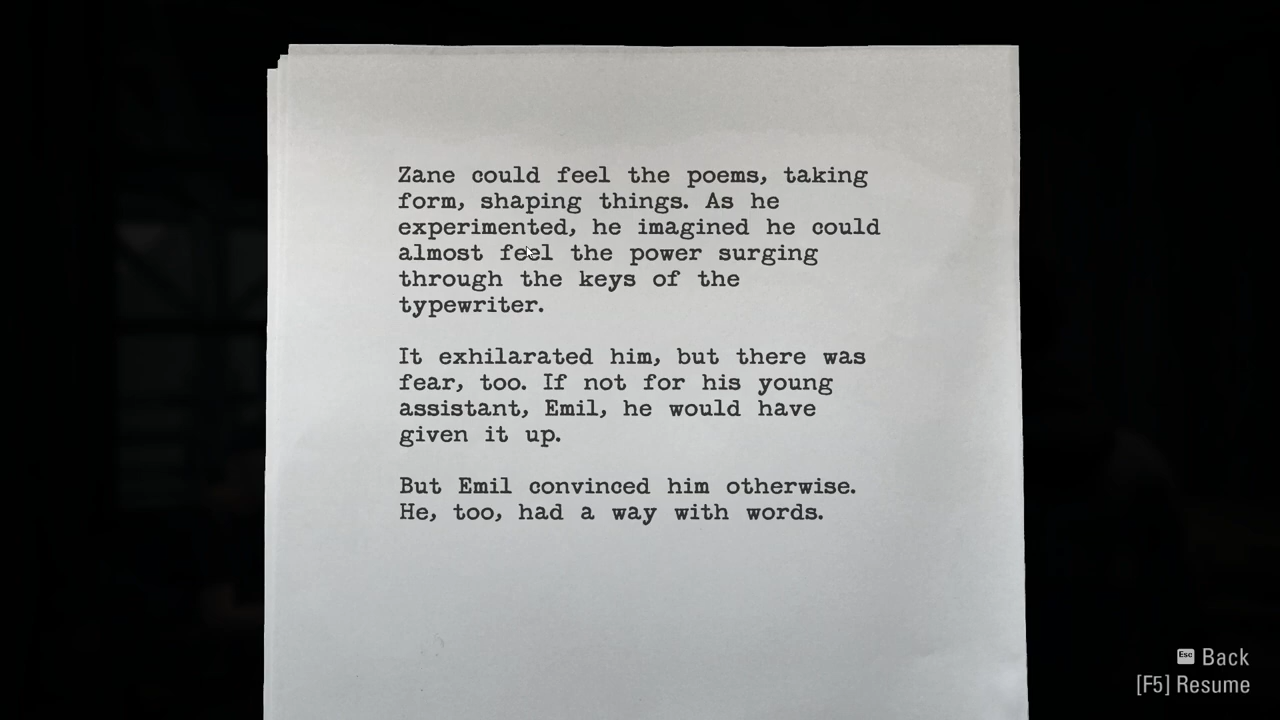 Zane could feel the poems, taking
form, shaping things. As he
experimented, he imagined he could
almost feel the power surging
through the keys of the
typewriter.
It exhilarated him, but there was
fear, too. If not for his young
assistant, Emil, he would have
given it up.
But Emil convinced him otherwise.
He, too, had a way with words.
Esc Back
[F5] Resume